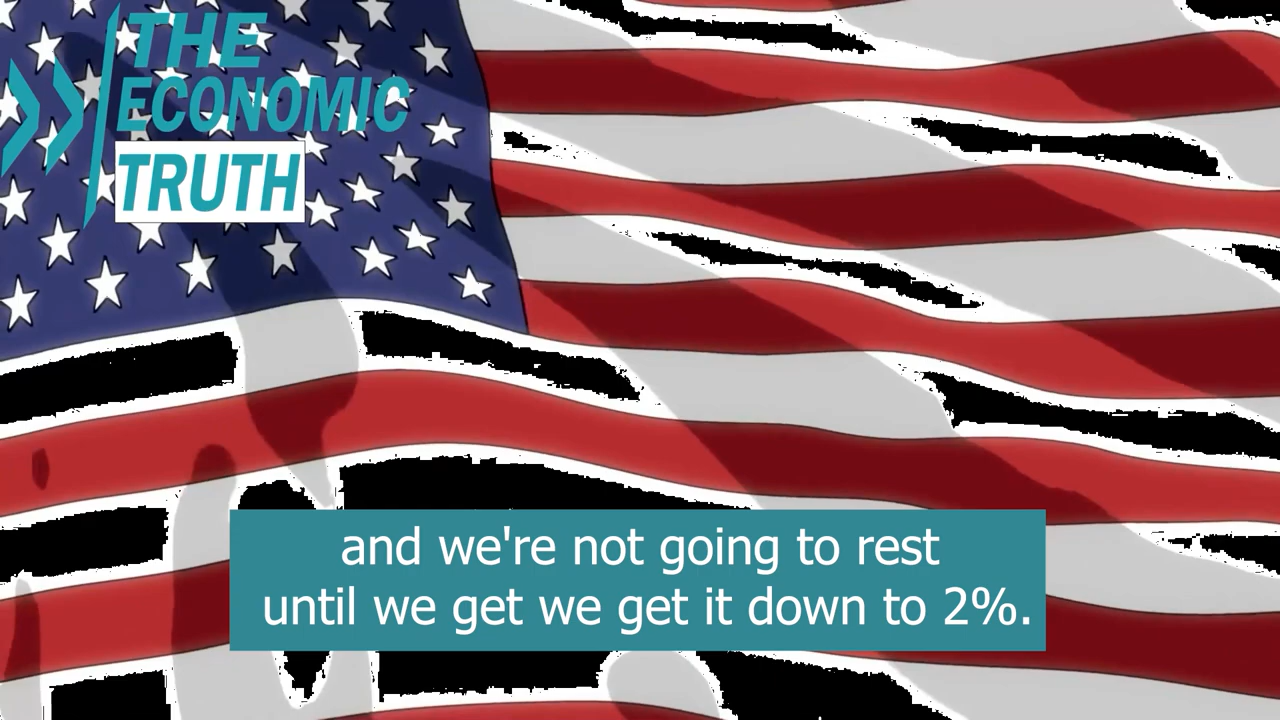 THE
ECONOMIC
TRUTH
and we're not going to rest
until we get we get it down to 2%.